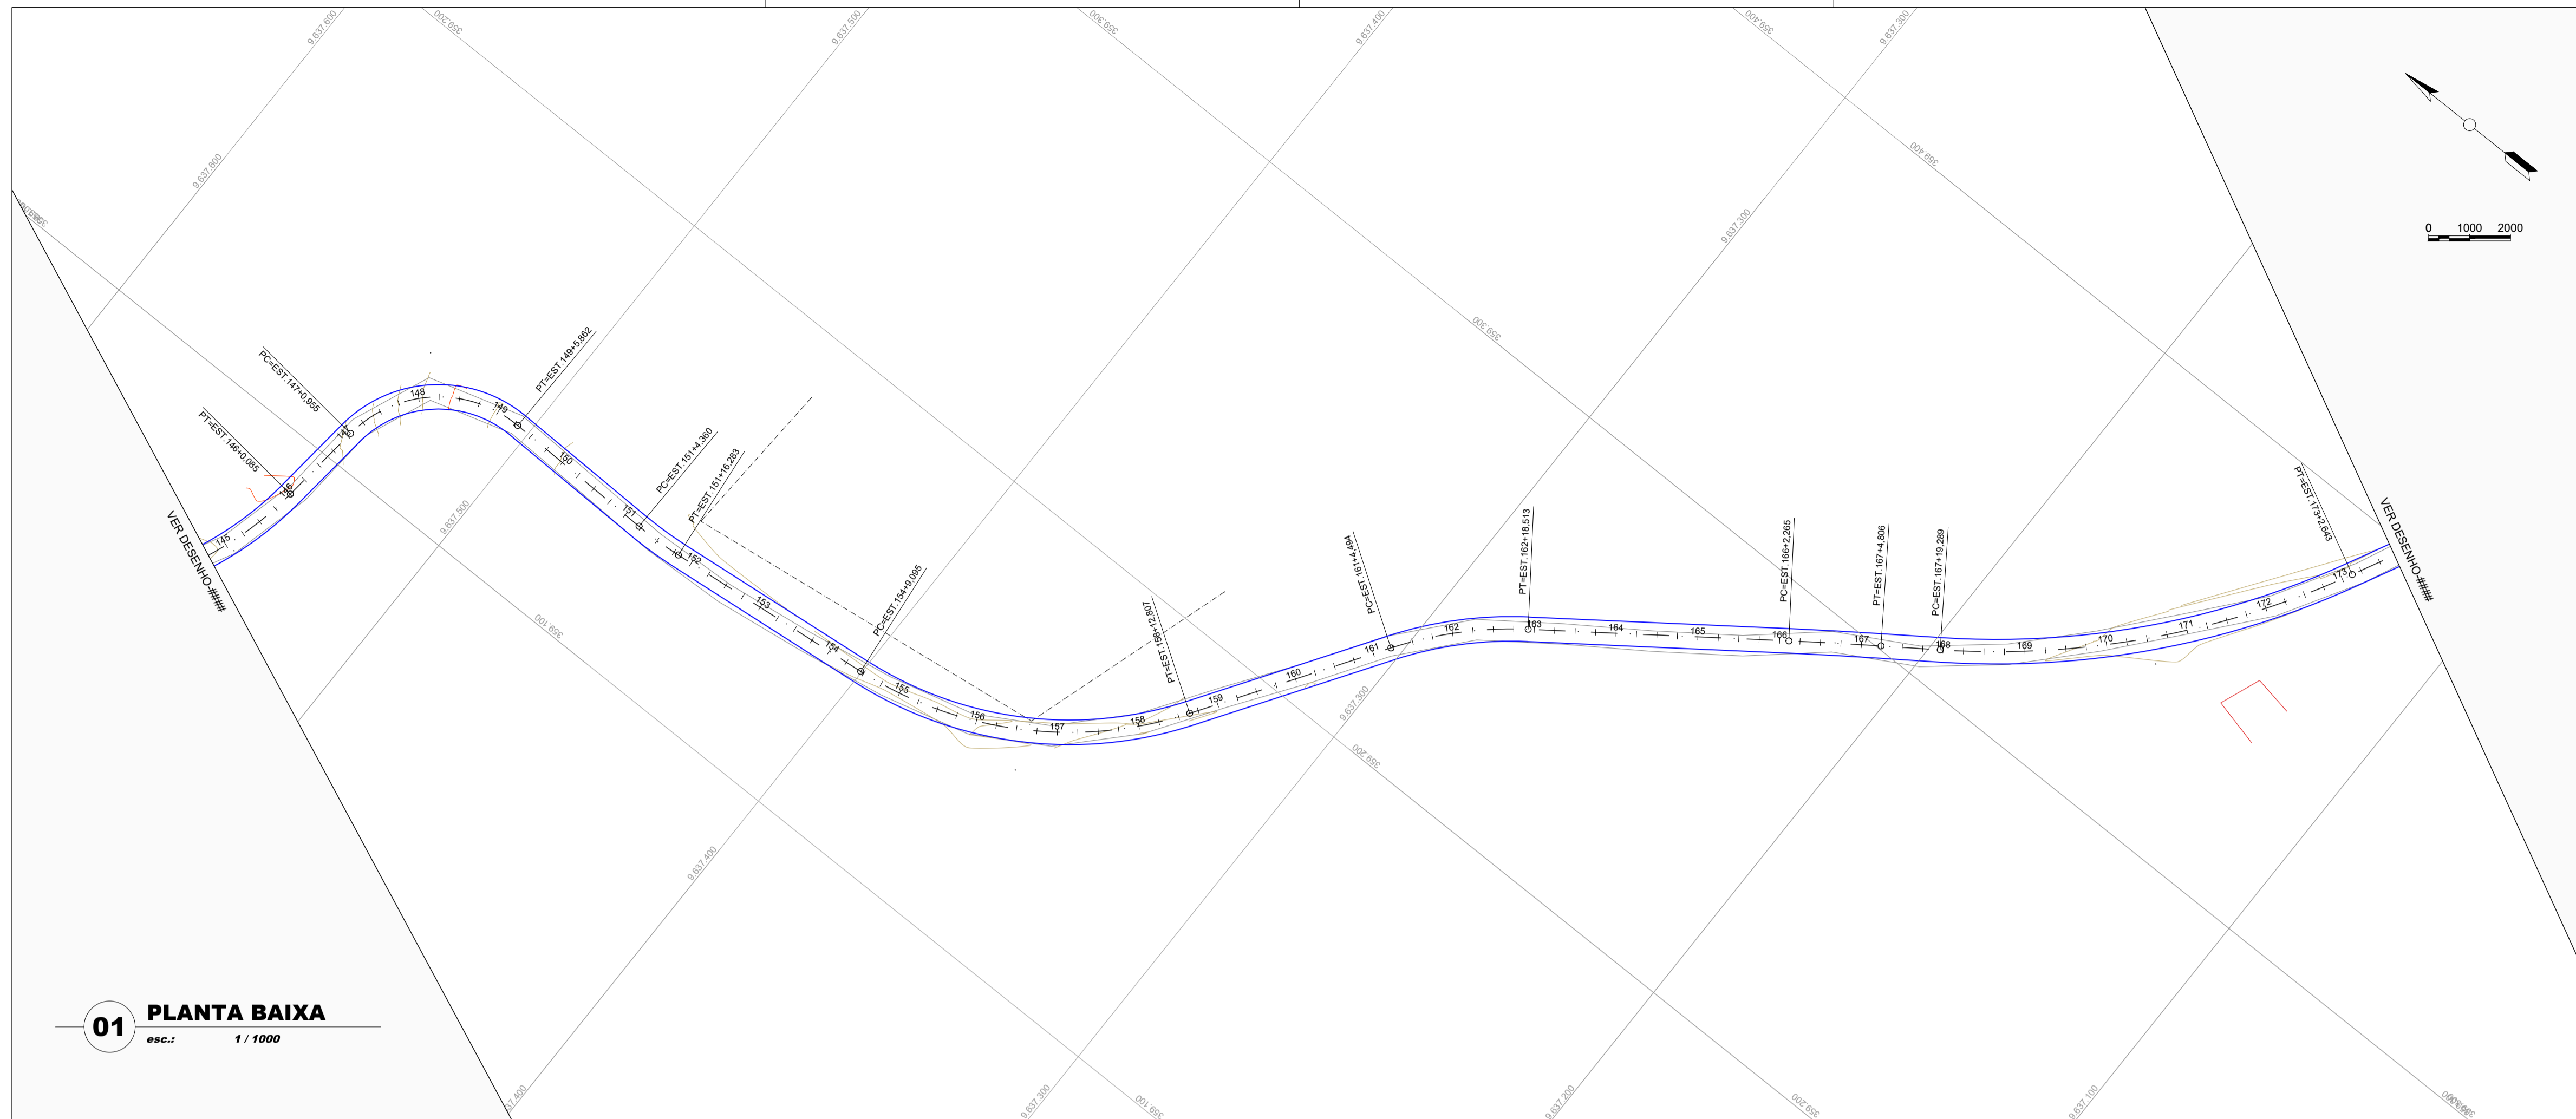 9.637.600
359.200
9.637.500
359.300
9.637.400
359.400
9.637.300
9.637.600
359.400
9.637.300
359.300
0 1000 2000
PC=EST.147+0,955
PT=EST.146+0,085
PT=EST.149+5,862
PC=EST.151+4,360
PT=EST.151+16,283
PC=EST.154+9,095
PT=EST.158+12,807
PC=EST.161+4,494
PT=EST.162+18,513
PC=EST.166+2,265
PT=EST.167+4,806
PC=EST.167+19,289
PT=EST.173+2,643
145
146
147
148
149
150
151
152
153
154
155
156
157
158
159
160
161
162
163
164
165
166
167
168
169
170
171
172
173
VER DESENHO-####
VER DESENHO-####
9.637.500
359.100
9.637.400
9.637.300
359.200
01
PLANTA BAIXA
esc.: 1 / 1000
37.400
9.637.300
359.100
9.637.200
359.200
9.637.100